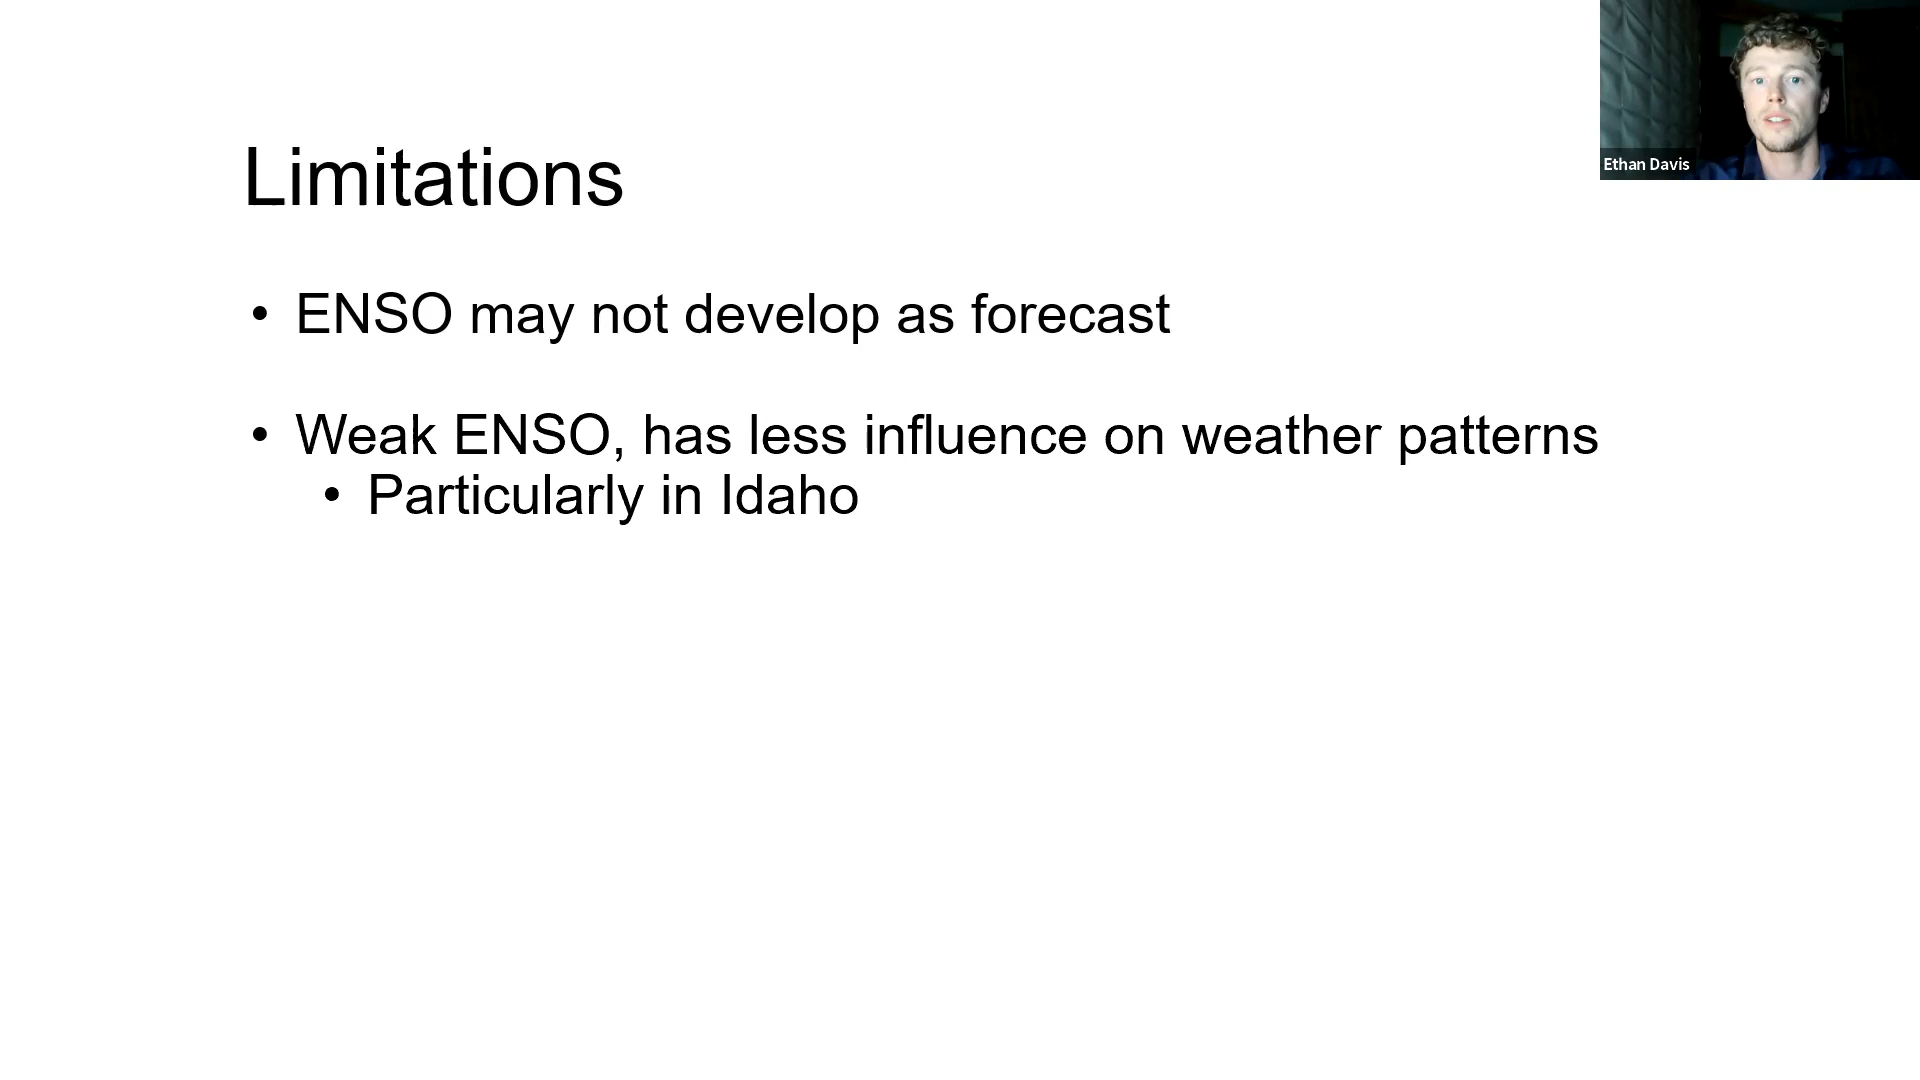 Ethan Davis
Limitations
• ENSO may not develop as forecast
• Weak ENSO, has less influence on weather patterns
• Particularly in Idaho